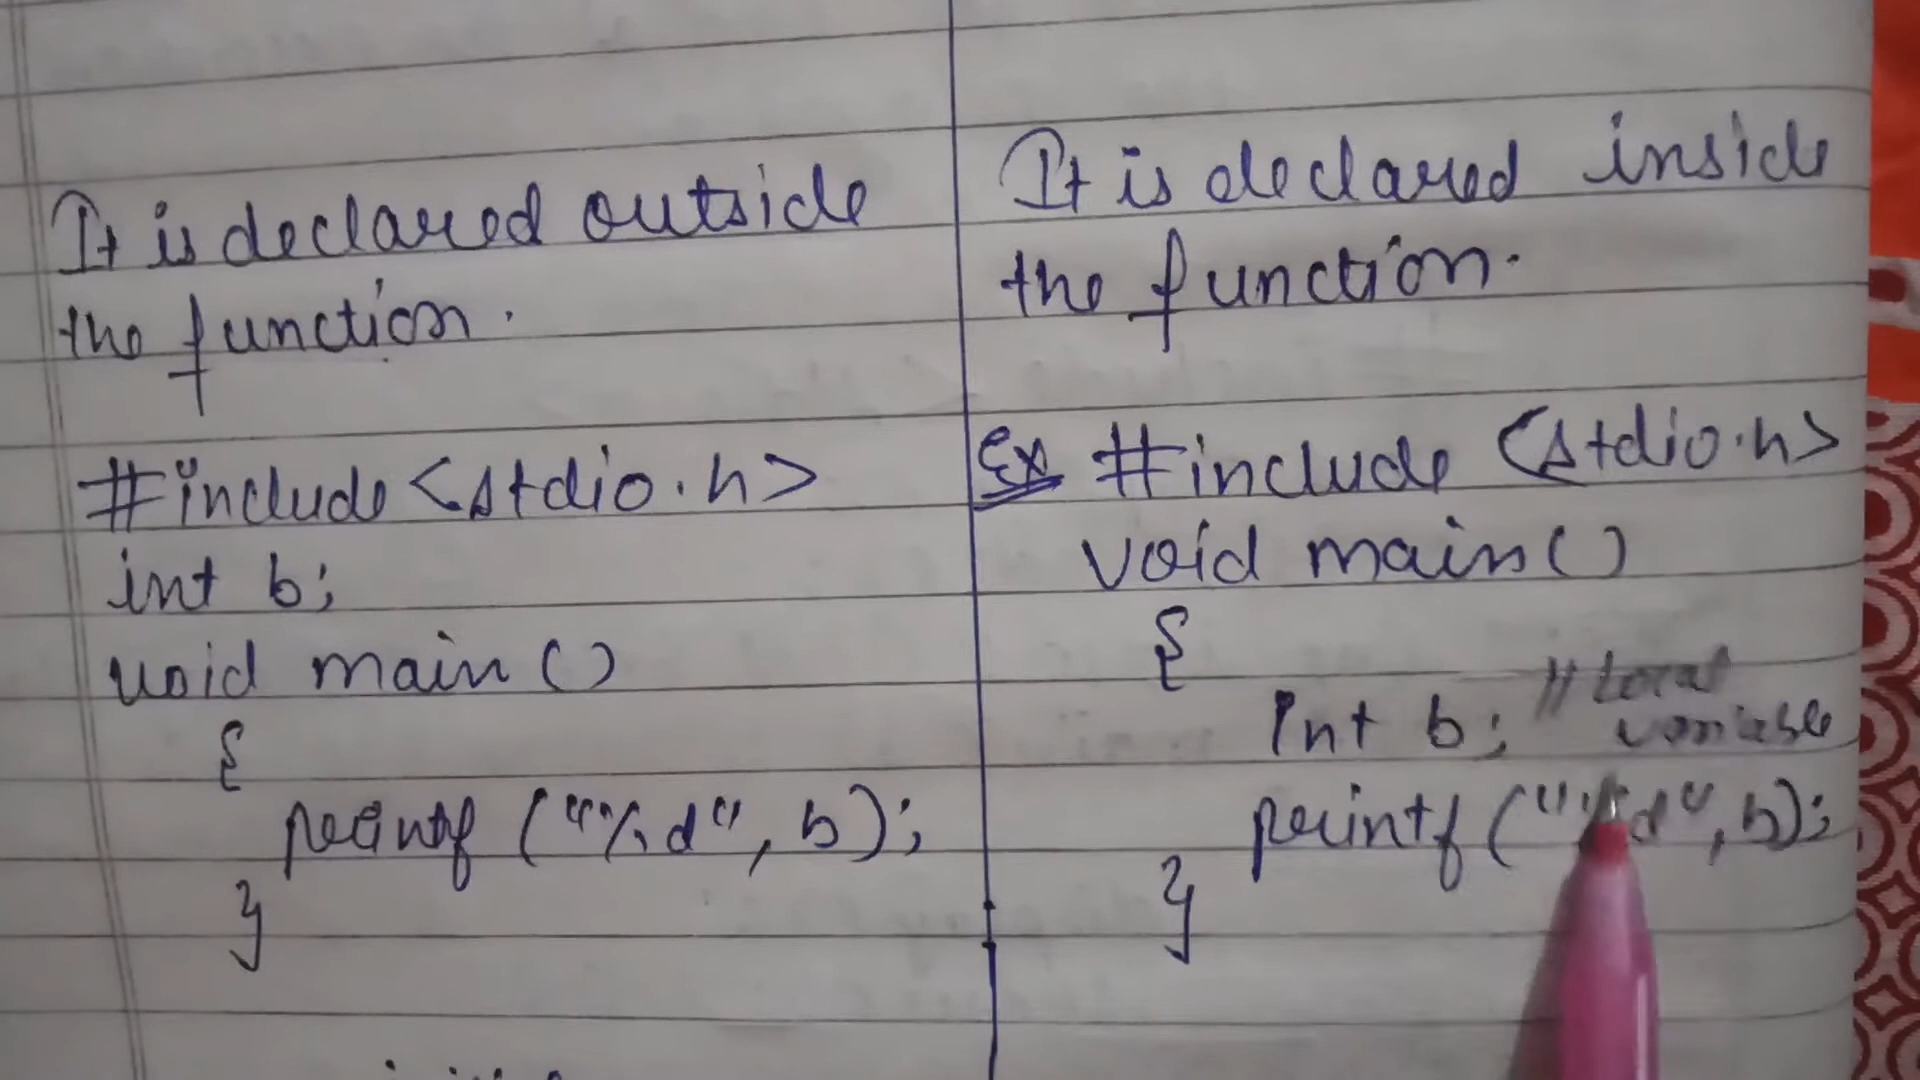 It is declared outside
the function.
#include <stdio.h>
int b;
void main ()
{
printf ("%d", b);
}
It is declared inside
the function.
Ex #include <stdio.h>
void main ()
{
int b; // Local
variable
printf ("%d", b);
}